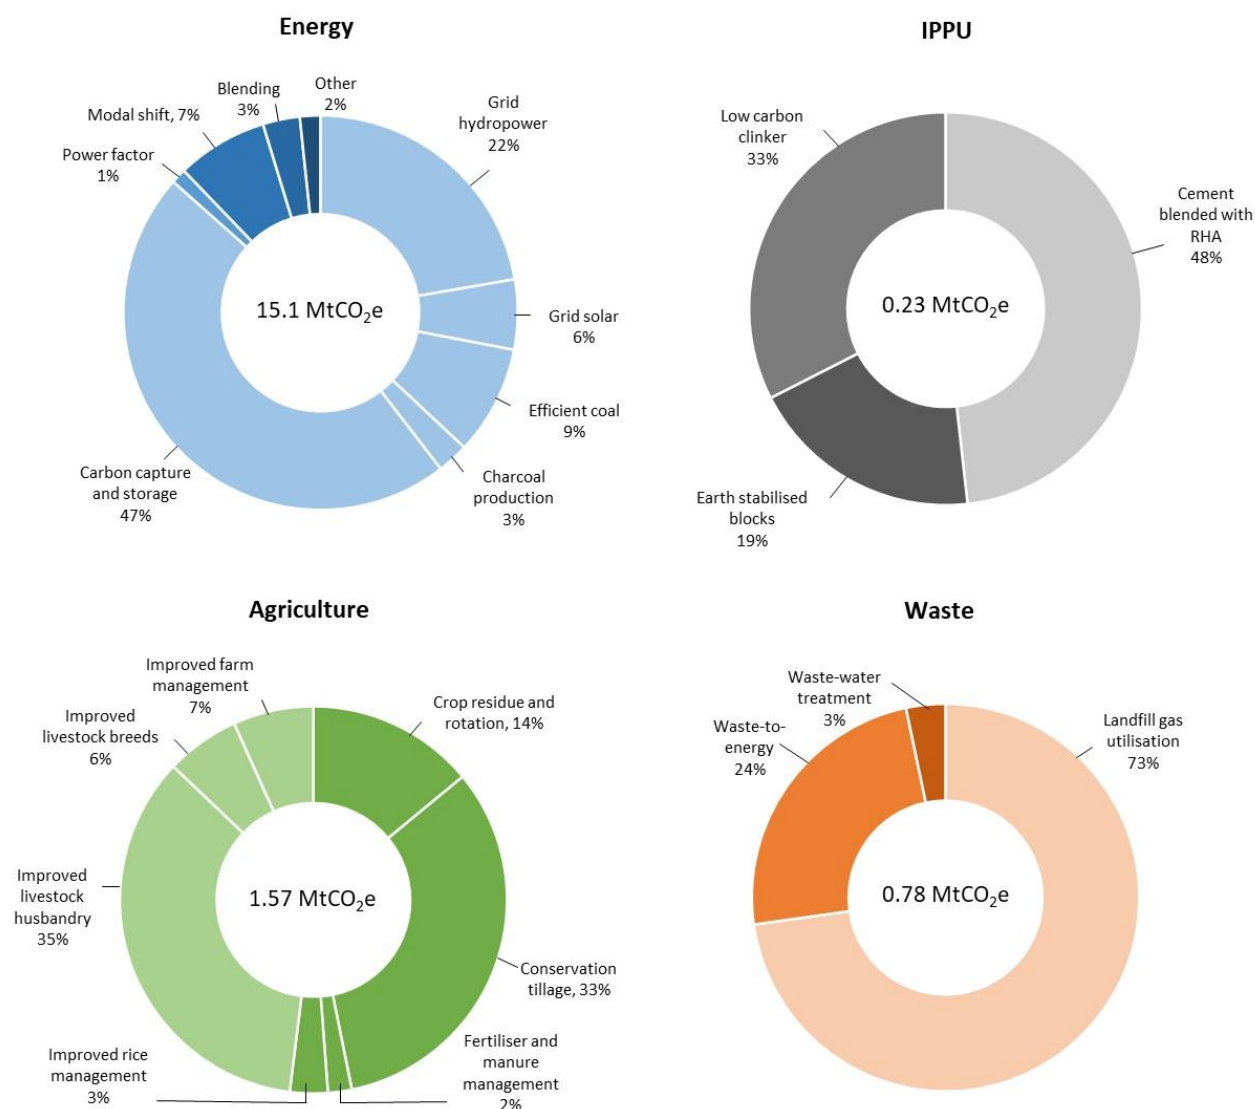 Energy
Other
2%
Blending
3%
Modal shift, 7%
Power factor
1%
Grid
hydropower
22%
15.1 MtCO₂e
Grid solar
6%
Efficient coal
9%
Charcoal
production
3%
Carbon capture
and storage
47%
IPPU
Low carbon
clinker
33%
Cement
blended with
RHA
48%
0.23 MtCO₂e
Earth stabilised
blocks
19%
Agriculture
Improved farm
management
7%
Improved
livestock breeds
6%
Crop residue and
rotation, 14%
1.57 MtCO₂e
Improved
livestock
husbandry
35%
Conservation
tillage, 33%
Fertiliser and
manure
management
2%
Improved rice
management
3%
Waste
Waste-water
treatment
3%
Waste-to-
energy
24%
Landfill gas
utilisation
73%
0.78 MtCO₂e